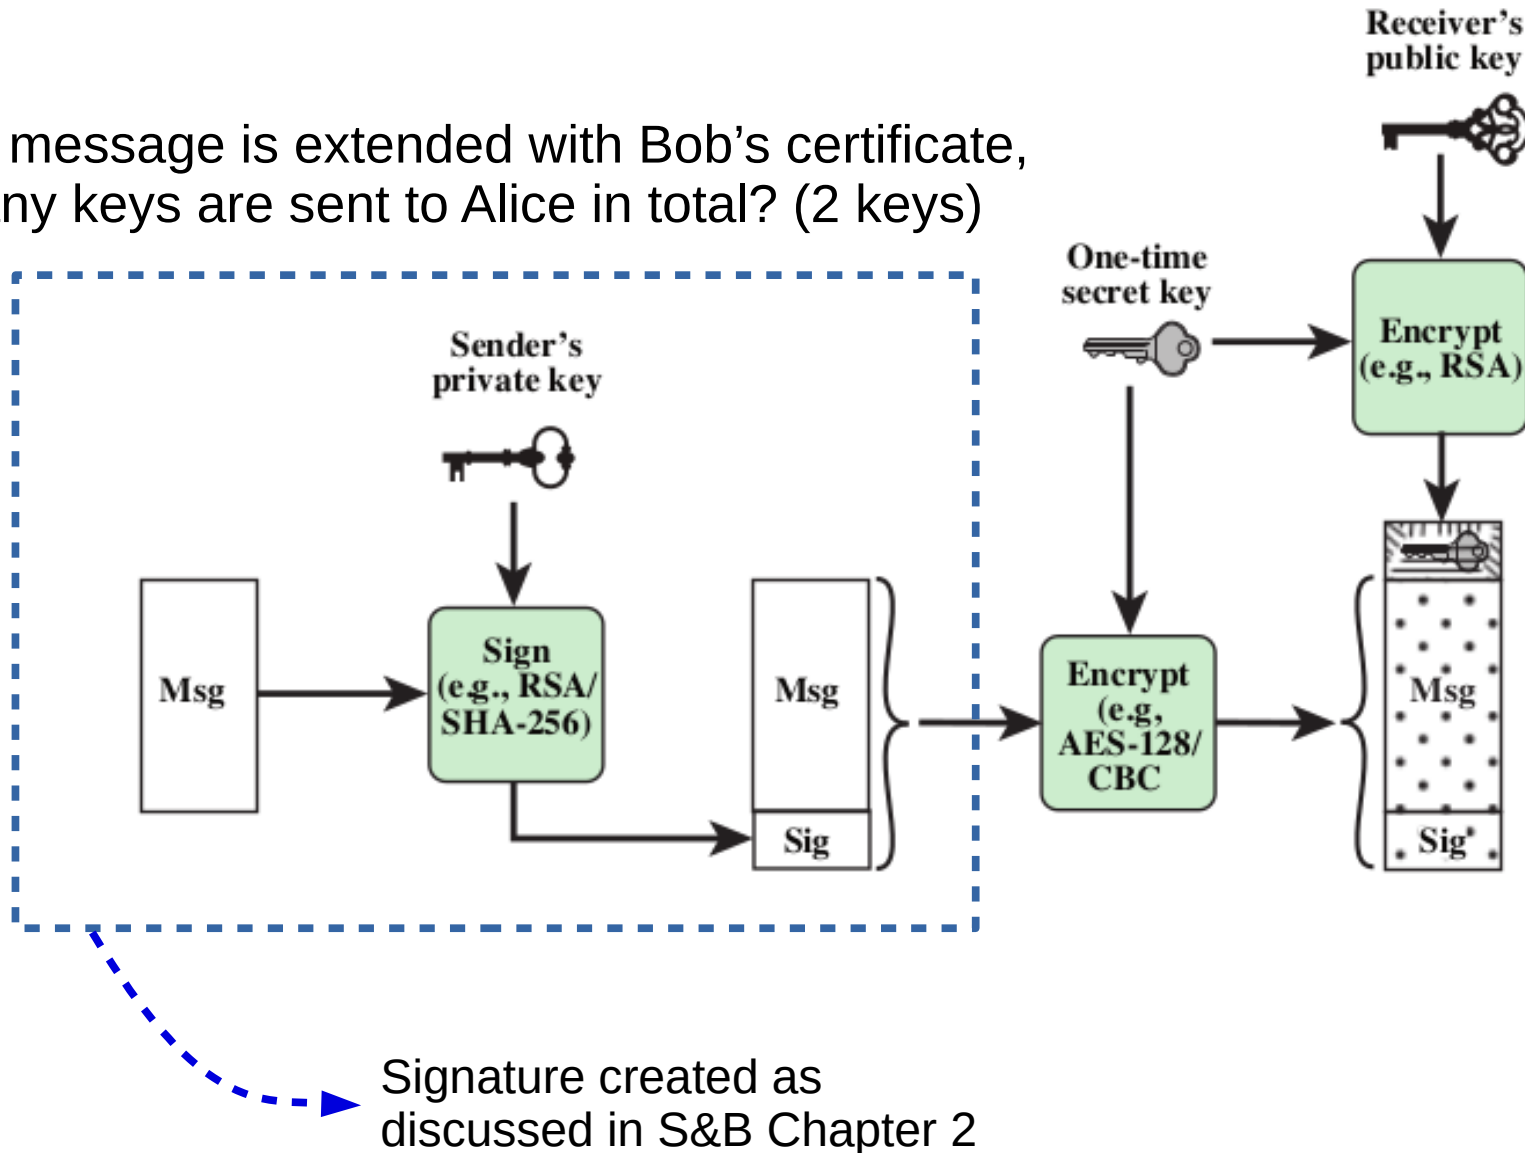 Receiver's
public key
message is extended with Bob's certificate,
keys are sent to Alice in total? (2 keys)
One-time
secret key
Encrypt
(e.g., RSA)
Sender's
private key
Msg
Sign
(e.g., RSA/
SHA-256)
Msg
Sig
Encrypt
(e.g,
AES-128/
CBC
Msg
Sig
Signature created as
discussed in S&B Chapter 2